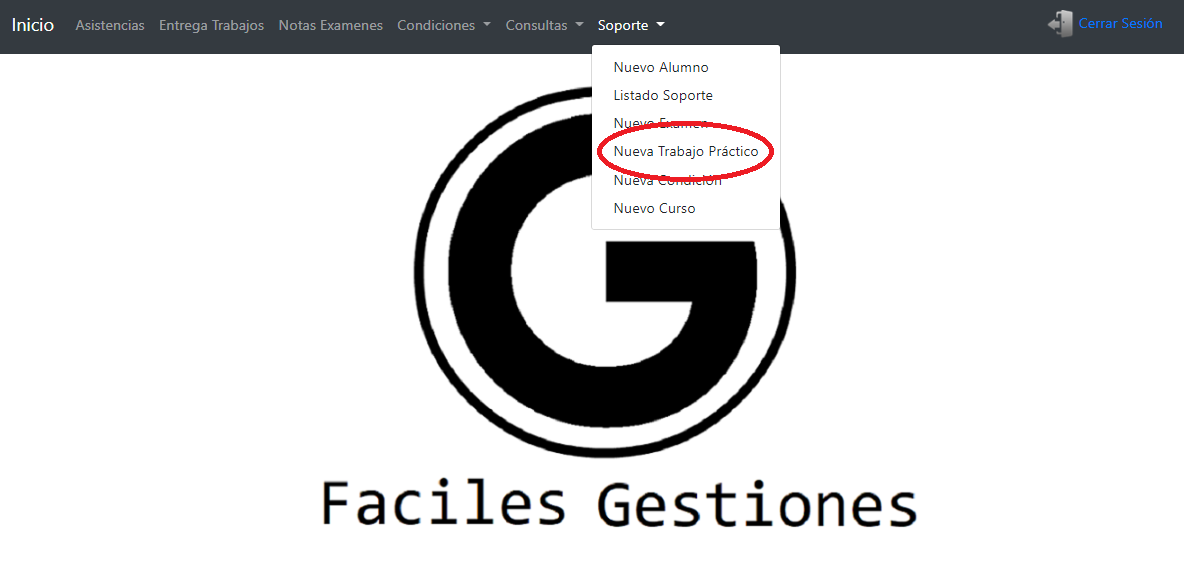 Inicio Asistencias Entrega Trabajos Notas Examenes Condiciones Consultas Soporte Cerrar Sesión
Nuevo Alumno
Listado Soporte
Nuevo Examen
Nueva Trabajo Práctico
Nueva Condición
Nuevo Curso
G
Faciles Gestiones